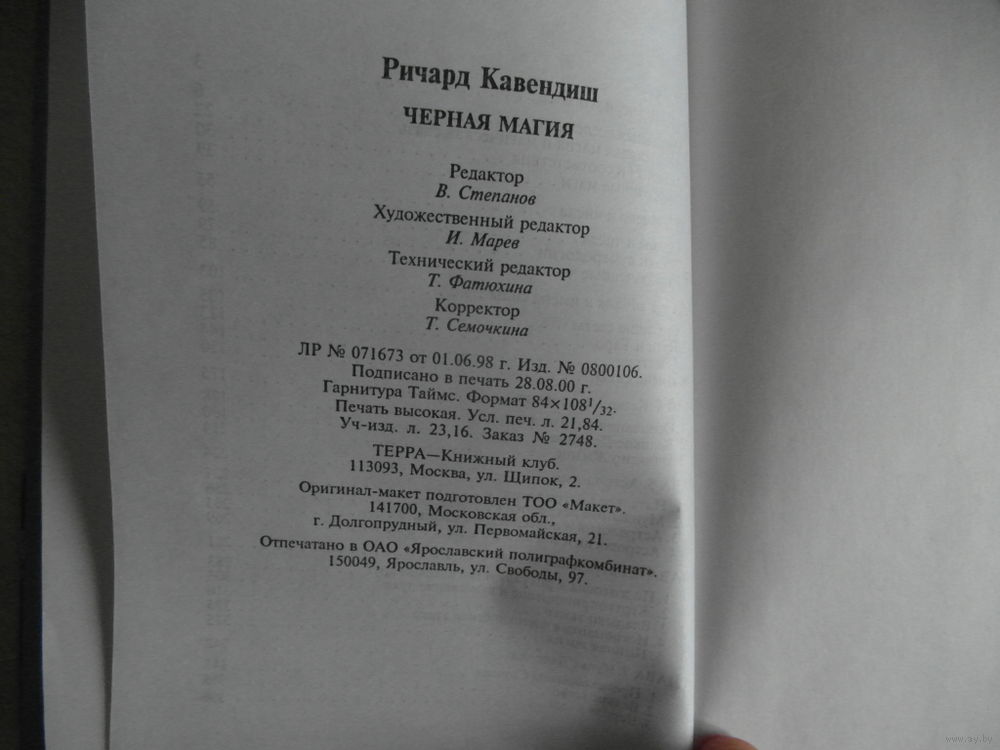 Ричард Кавендиш
ЧЕРНАЯ МАГИЯ
Редактор
В. Степанов
Художественный редактор
И. Марев
Технический редактор
Т. Фатюхина
Корректор
Т. Семочкина
ЛР № 071673 от 01.06.98 г. Изд. № 0800106.
Подписано в печать 28.08.00 г.
Гарнитура Таймс. Формат 84×108¹/₃₂.
Печать высокая. Усл. печ. л. 21,84.
Уч-изд. л. 23,16. Заказ № 2748.
ТЕРРА—Книжный клуб.
113093, Москва, ул. Щипок, 2.
Оригинал-макет подготовлен ТОО «Макет».
141700, Московская обл.,
г. Долгопрудный, ул. Первомайская, 21.
Отпечатано в ОАО «Ярославский полиграфкомбинат».
150049, Ярославль, ул. Свободы, 97.
www.ay.by